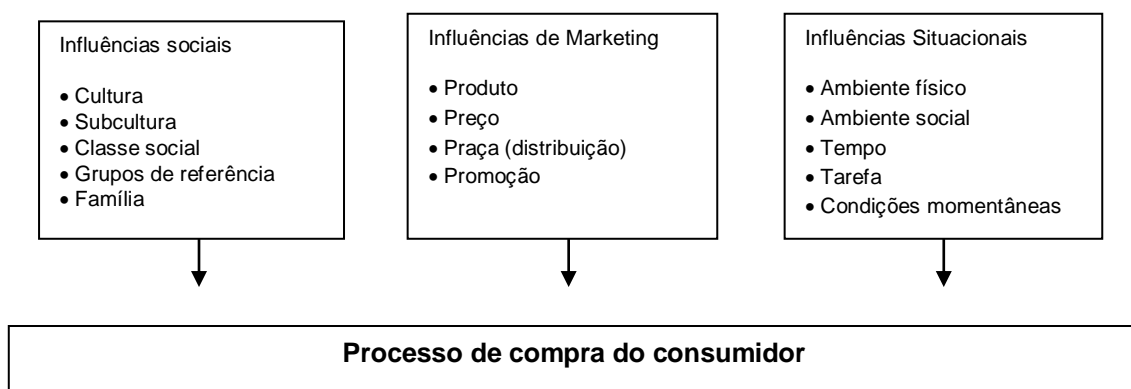 Influências sociais
• Cultura
• Subcultura
• Classe social
• Grupos de referência
• Família
Influências de Marketing
• Produto
• Preço
• Praça (distribuição)
• Promoção
Influências Situacionais
• Ambiente físico
• Ambiente social
• Tempo
• Tarefa
• Condições momentâneas
Processo de compra do consumidor